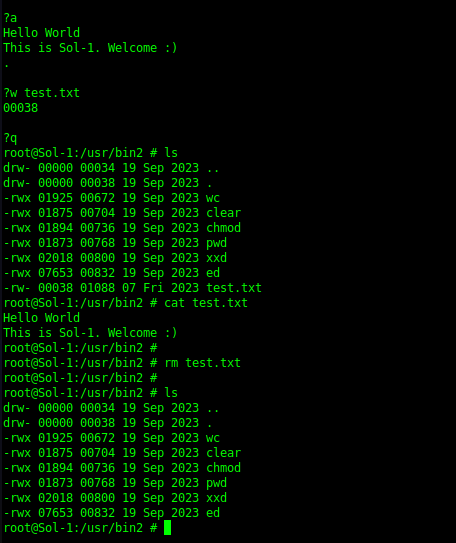 ?a
Hello World
This is Sol-1. Welcome :)
.
?w test.txt
00038
?q
root@Sol-1:/usr/bin2 # ls
drw- 00000 00034 19 Sep 2023 ..
drw- 00000 00038 19 Sep 2023 .
-rwx 01925 00672 19 Sep 2023 wc
-rwx 01875 00704 19 Sep 2023 clear
-rwx 01894 00736 19 Sep 2023 chmod
-rwx 01873 00768 19 Sep 2023 pwd
-rwx 02018 00800 19 Sep 2023 xxd
-rwx 07653 00832 19 Sep 2023 ed
-rw- 00038 01088 07 Fri 2023 test.txt
root@Sol-1:/usr/bin2 # cat test.txt
Hello World
This is Sol-1. Welcome :)
root@Sol-1:/usr/bin2 #
root@Sol-1:/usr/bin2 # rm test.txt
root@Sol-1:/usr/bin2 #
root@Sol-1:/usr/bin2 # ls
drw- 00000 00034 19 Sep 2023 ..
drw- 00000 00038 19 Sep 2023 .
-rwx 01925 00672 19 Sep 2023 wc
-rwx 01875 00704 19 Sep 2023 clear
-rwx 01894 00736 19 Sep 2023 chmod
-rwx 01873 00768 19 Sep 2023 pwd
-rwx 02018 00800 19 Sep 2023 xxd
-rwx 07653 00832 19 Sep 2023 ed
root@Sol-1:/usr/bin2 #